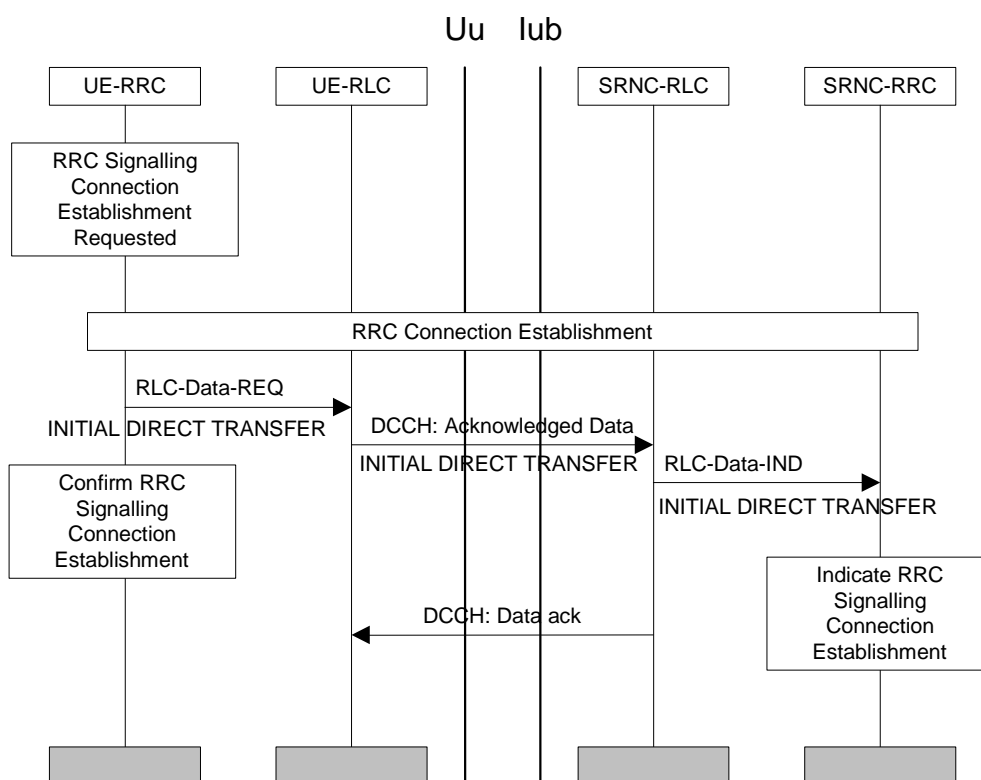 Uu Iub
UE-RRC
UE-RLC
SRNC-RLC
SRNC-RRC
RRC Signalling
Connection
Establishment
Requested
RRC Connection Establishment
RLC-Data-REQ
INITIAL DIRECT TRANSFER
DCCH: Acknowledged Data
INITIAL DIRECT TRANSFER
RLC-Data-IND
INITIAL DIRECT TRANSFER
Confirm RRC
Signalling
Connection
Establishment
Indicate RRC
Signalling
Connection
Establishment
DCCH: Data ack